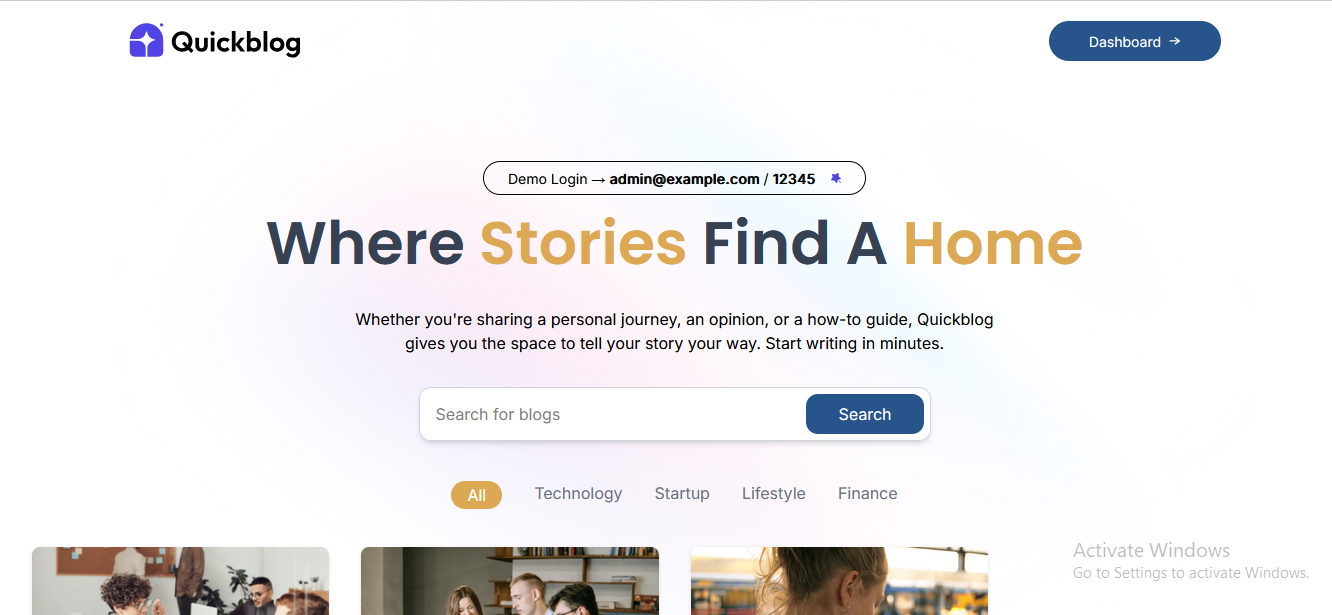 Quickblog
Dashboard →
Demo Login → admin@example.com / 12345
Where Stories Find A Home
Whether you're sharing a personal journey, an opinion, or a how-to guide, Quickblog
gives you the space to tell your story your way. Start writing in minutes.
Search for blogs
Search
All
Technology
Startup
Lifestyle
Finance
Activate Windows
Go to Settings to activate Windows.